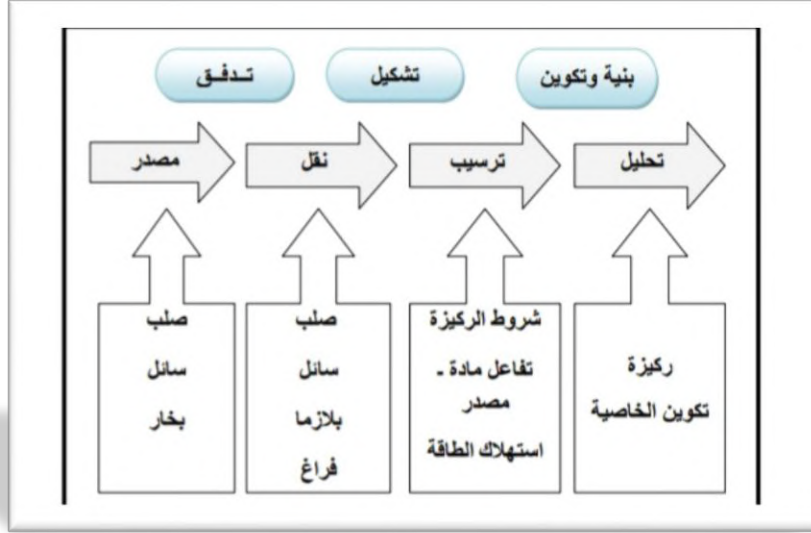 تـدفـق
تشكيل
بنية وتكوين
مصدر
نقل
ترسيب
تحليل
صلب
سائل
بخار
صلب
سائل
بلازما
فراغ
شروط الركيزة
تفاعل مادة ـ
مصدر
استهلاك الطاقة
ركيزة
تكوين الخاصية